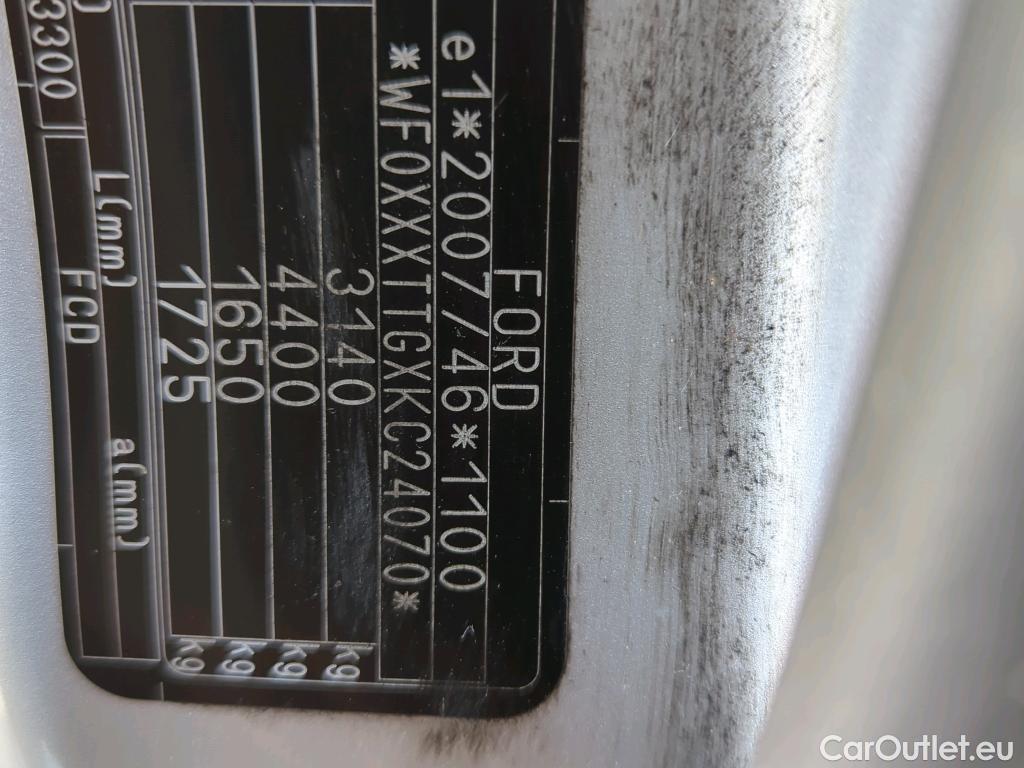 FORD
e1*2007//46*1100
*WF0XXXTTGXKC24070*
3140 kg
4400 kg
1650 kg
1725 kg
) L(mm) a(mm)
3300 FCD
CarOutlet.eu